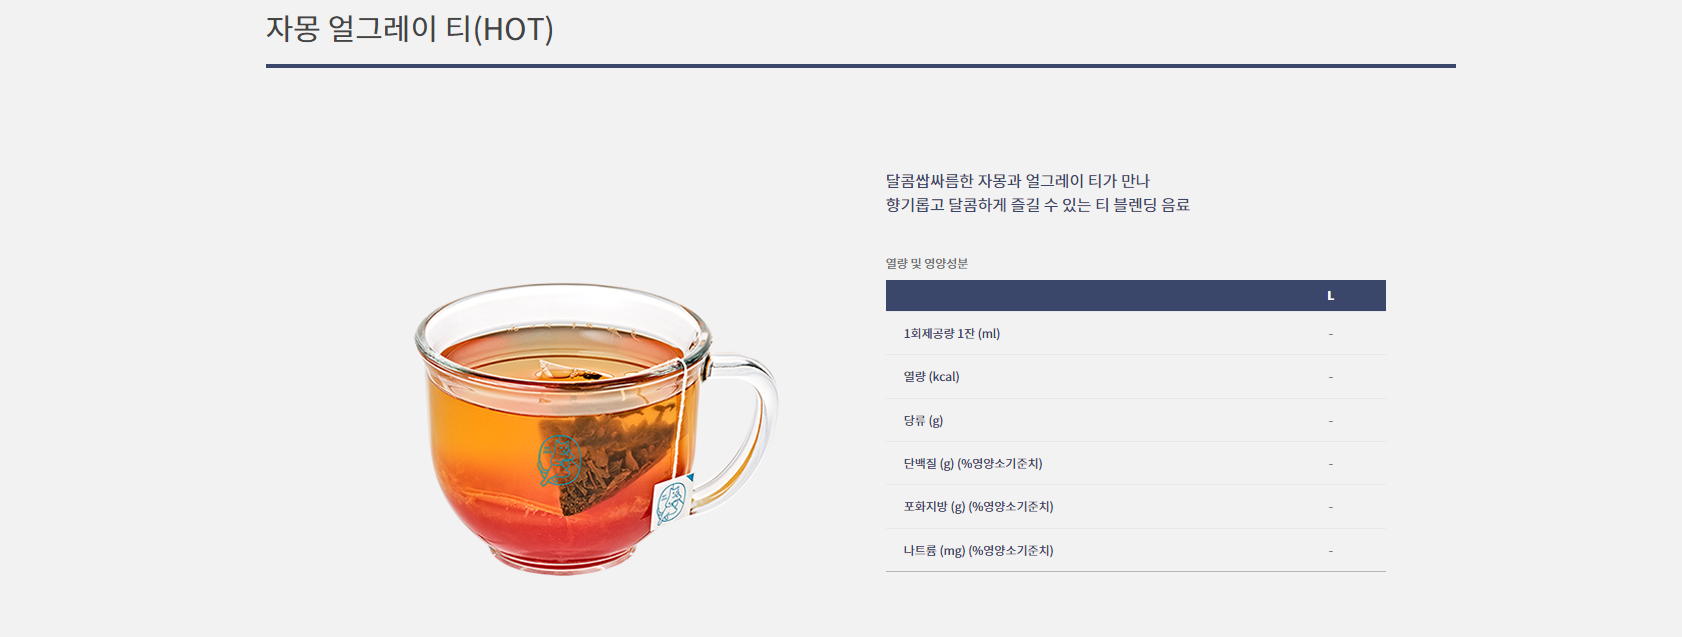 자몽 얼그레이 티(HOT)
달콤쌉싸름한 자몽과 얼그레이 티가 만나
향기롭고 달콤하게 즐길 수 있는 티 블렌딩 음료
열량 및 영양성분
L
1회제공량 1잔 (ml) -
열량 (kcal) -
당류 (g) -
단백질 (g) (%영양소기준치) -
포화지방 (g) (%영양소기준치) -
나트륨 (mg) (%영양소기준치) -